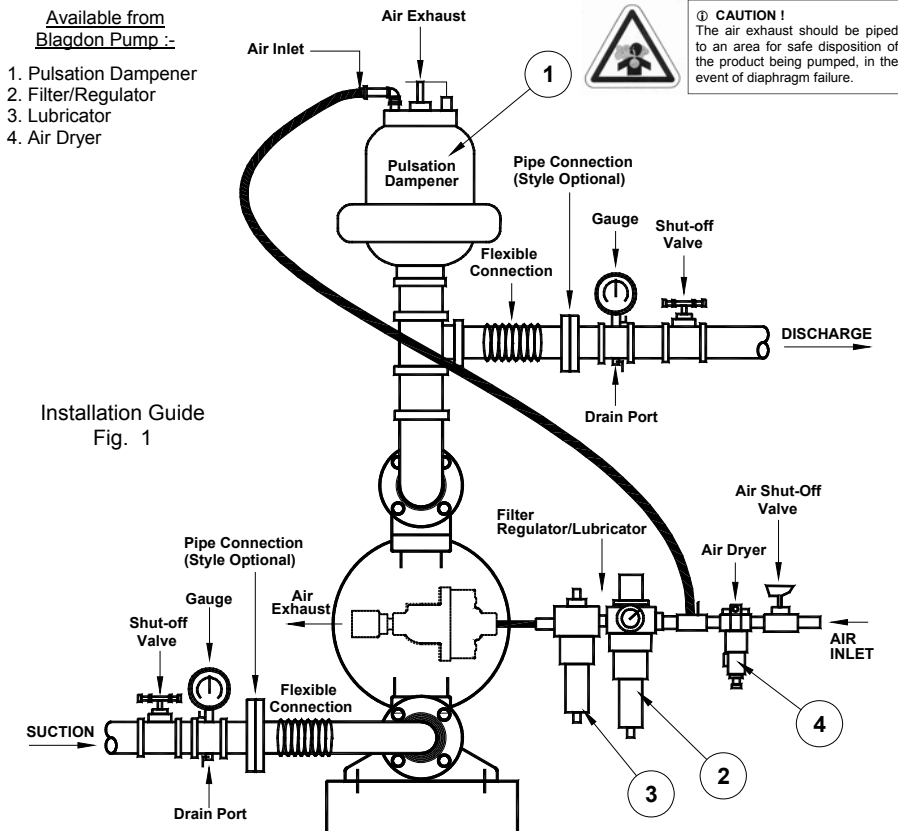 Available from
Blagdon Pump :-
1. Pulsation Dampener
2. Filter/Regulator
3. Lubricator
4. Air Dryer
Air Exhaust
Air Inlet
1
ⓘ CAUTION !
The air exhaust should be piped
to an area for safe disposition of
the product being pumped, in the
event of diaphragm failure.
Pulsation
Dampener
Pipe Connection
(Style Optional)
Gauge
Shut-off
Valve
Flexible
Connection
DISCHARGE
Drain Port
Installation Guide
Fig. 1
Filter
Regulator/Lubricator
Air Shut-Off
Valve
Air Dryer
AIR
INLET
Pipe Connection
(Style Optional)
Air
Exhaust
Gauge
Shut-off
Valve
Flexible
Connection
SUCTION
Drain Port
3
2
4